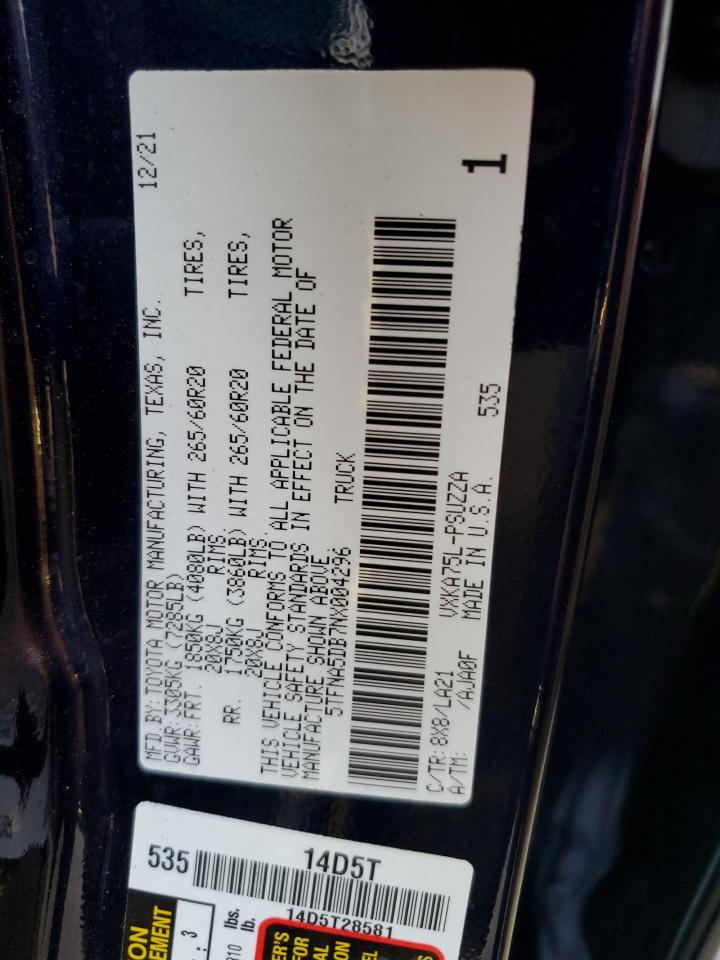 MFD.BY:TOYOTA MOTOR MANUFACTURING, TEXAS, INC. 12/21
GVWR:3305KG (7285LB)
GAWR:FRT. 1850KG (4080LB) WITH 265/60R20 TIRES,
20X8J RIMS
RR. 1750KG (3860LB) WITH 265/60R20 TIRES,
20X8J RIMS
THIS VEHICLE CONFORMS TO ALL APPLICABLE FEDERAL MOTOR
VEHICLE SAFETY STANDARDS IN EFFECT ON THE DATE OF
MANUFACTURE SHOWN ABOVE.
5TFNA5DB7NX004296 TRUCK
C/TR:8X8/LA21 VXKA75L-PSUZZA 535 1
A/TM: /AJA0F MADE IN U.S.A.
535 14D5T
14D5T28581
lbs.
lb.
: 3